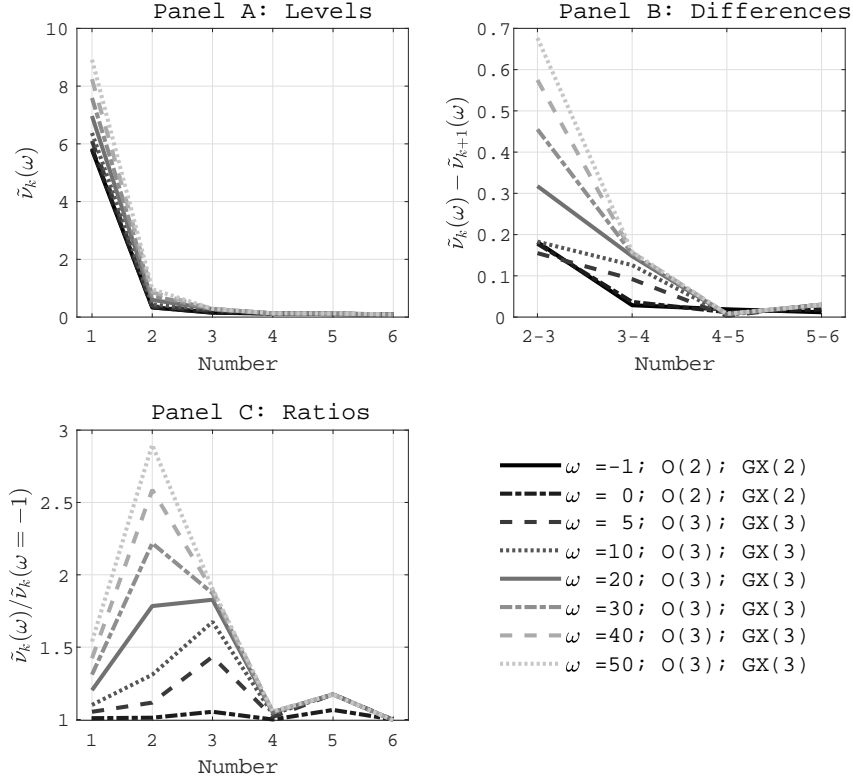 Panel A: Levels
10
8
6
4
2
0
1 2 3 4 5 6
ν̃ₖ(ω)
Number
Panel B: Differences
0.7
0.6
0.5
0.4
0.3
0.2
0.1
0
2-3 3-4 4-5 5-6
ν̃ₖ(ω) − ν̃ₖ₊₁(ω)
Number
Panel C: Ratios
3
2.5
2
1.5
1
1 2 3 4 5 6
ν̃ₖ(ω)/ν̃ₖ(ω = −1)
Number
ω =-1; O(2); GX(2)
ω = 0; O(2); GX(2)
ω = 5; O(3); GX(3)
ω =10; O(3); GX(3)
ω =20; O(3); GX(3)
ω =30; O(3); GX(3)
ω =40; O(3); GX(3)
ω =50; O(3); GX(3)